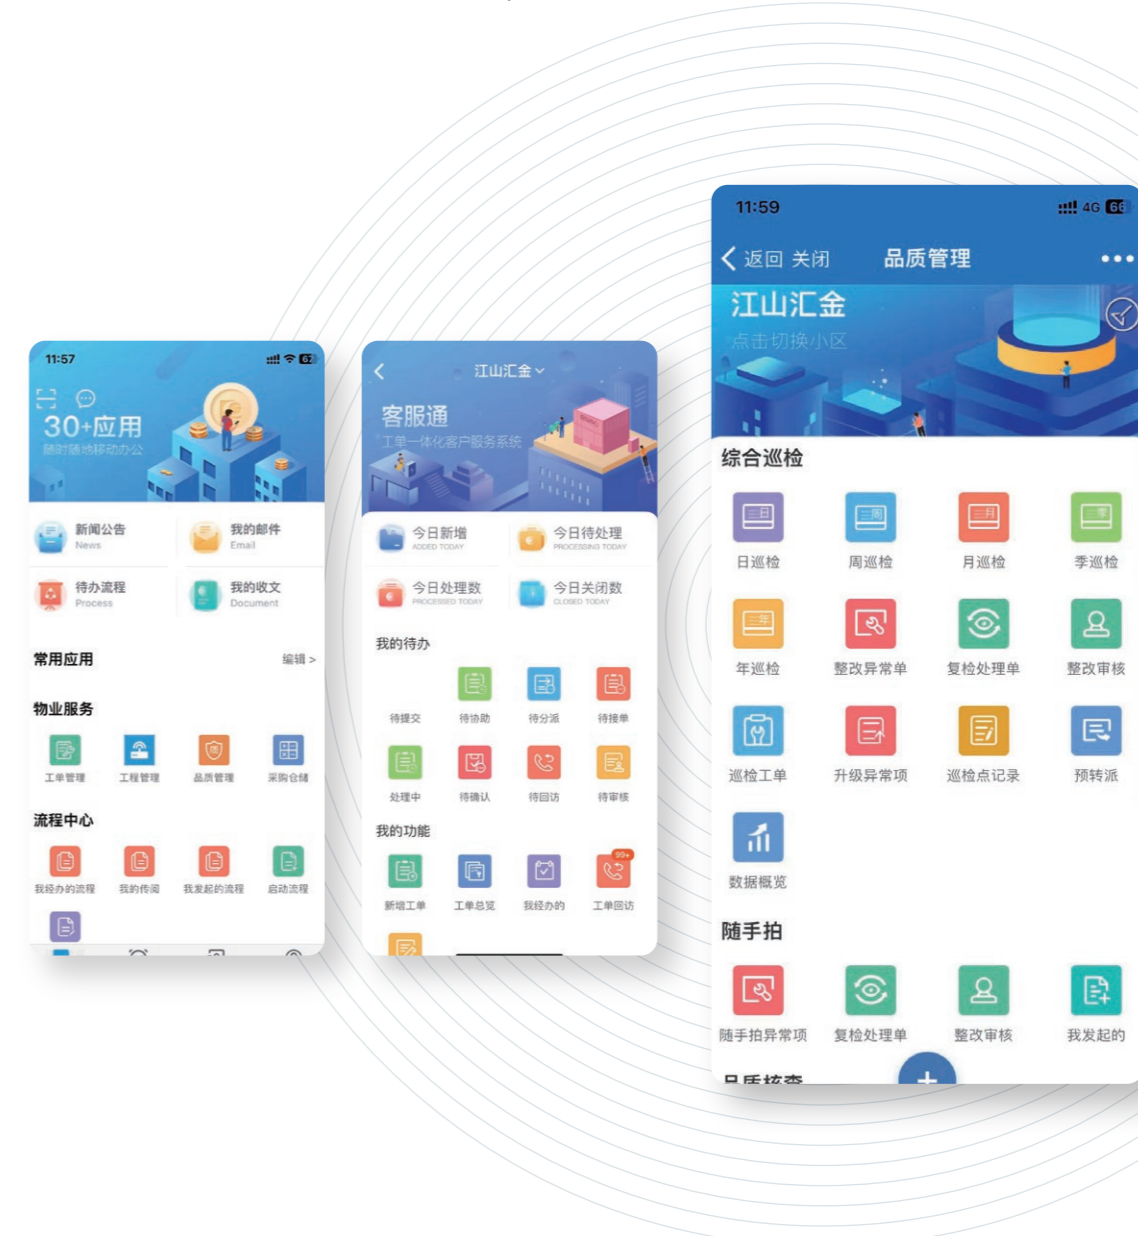 11:57
30+应用
随时随地移动办公
新闻公告
News
我的邮件
Email
待办流程
Process
我的收文
Document
常用应用
编辑 >
物业服务
工单管理
工程管理
品质管理
采购仓储
流程中心
我经办的流程
我的传阅
我发起的流程
启动流程
江山汇金
客服通
工单一体化客户服务系统
今日新增
ADDED TODAY
今日待处理
PROCESSING TODAY
今日处理数
PROCESSED TODAY
今日关闭数
CLOSED TODAY
我的待办
待提交
待协助
待分派
待接单
处理中
待确认
待回访
待审核
我的功能
99+
新增工单
工单总览
我经办的
工单回访
11:59
4G
返回 关闭
品质管理
江山汇金
点击切换小区
综合巡检
日巡检
周巡检
月巡检
季巡检
年巡检
整改异常单
复检处理单
整改审核
巡检工单
升级异常项
巡检点记录
预转派
数据概览
随手拍
随手拍异常项
复检处理单
整改审核
我发起的
品质核查